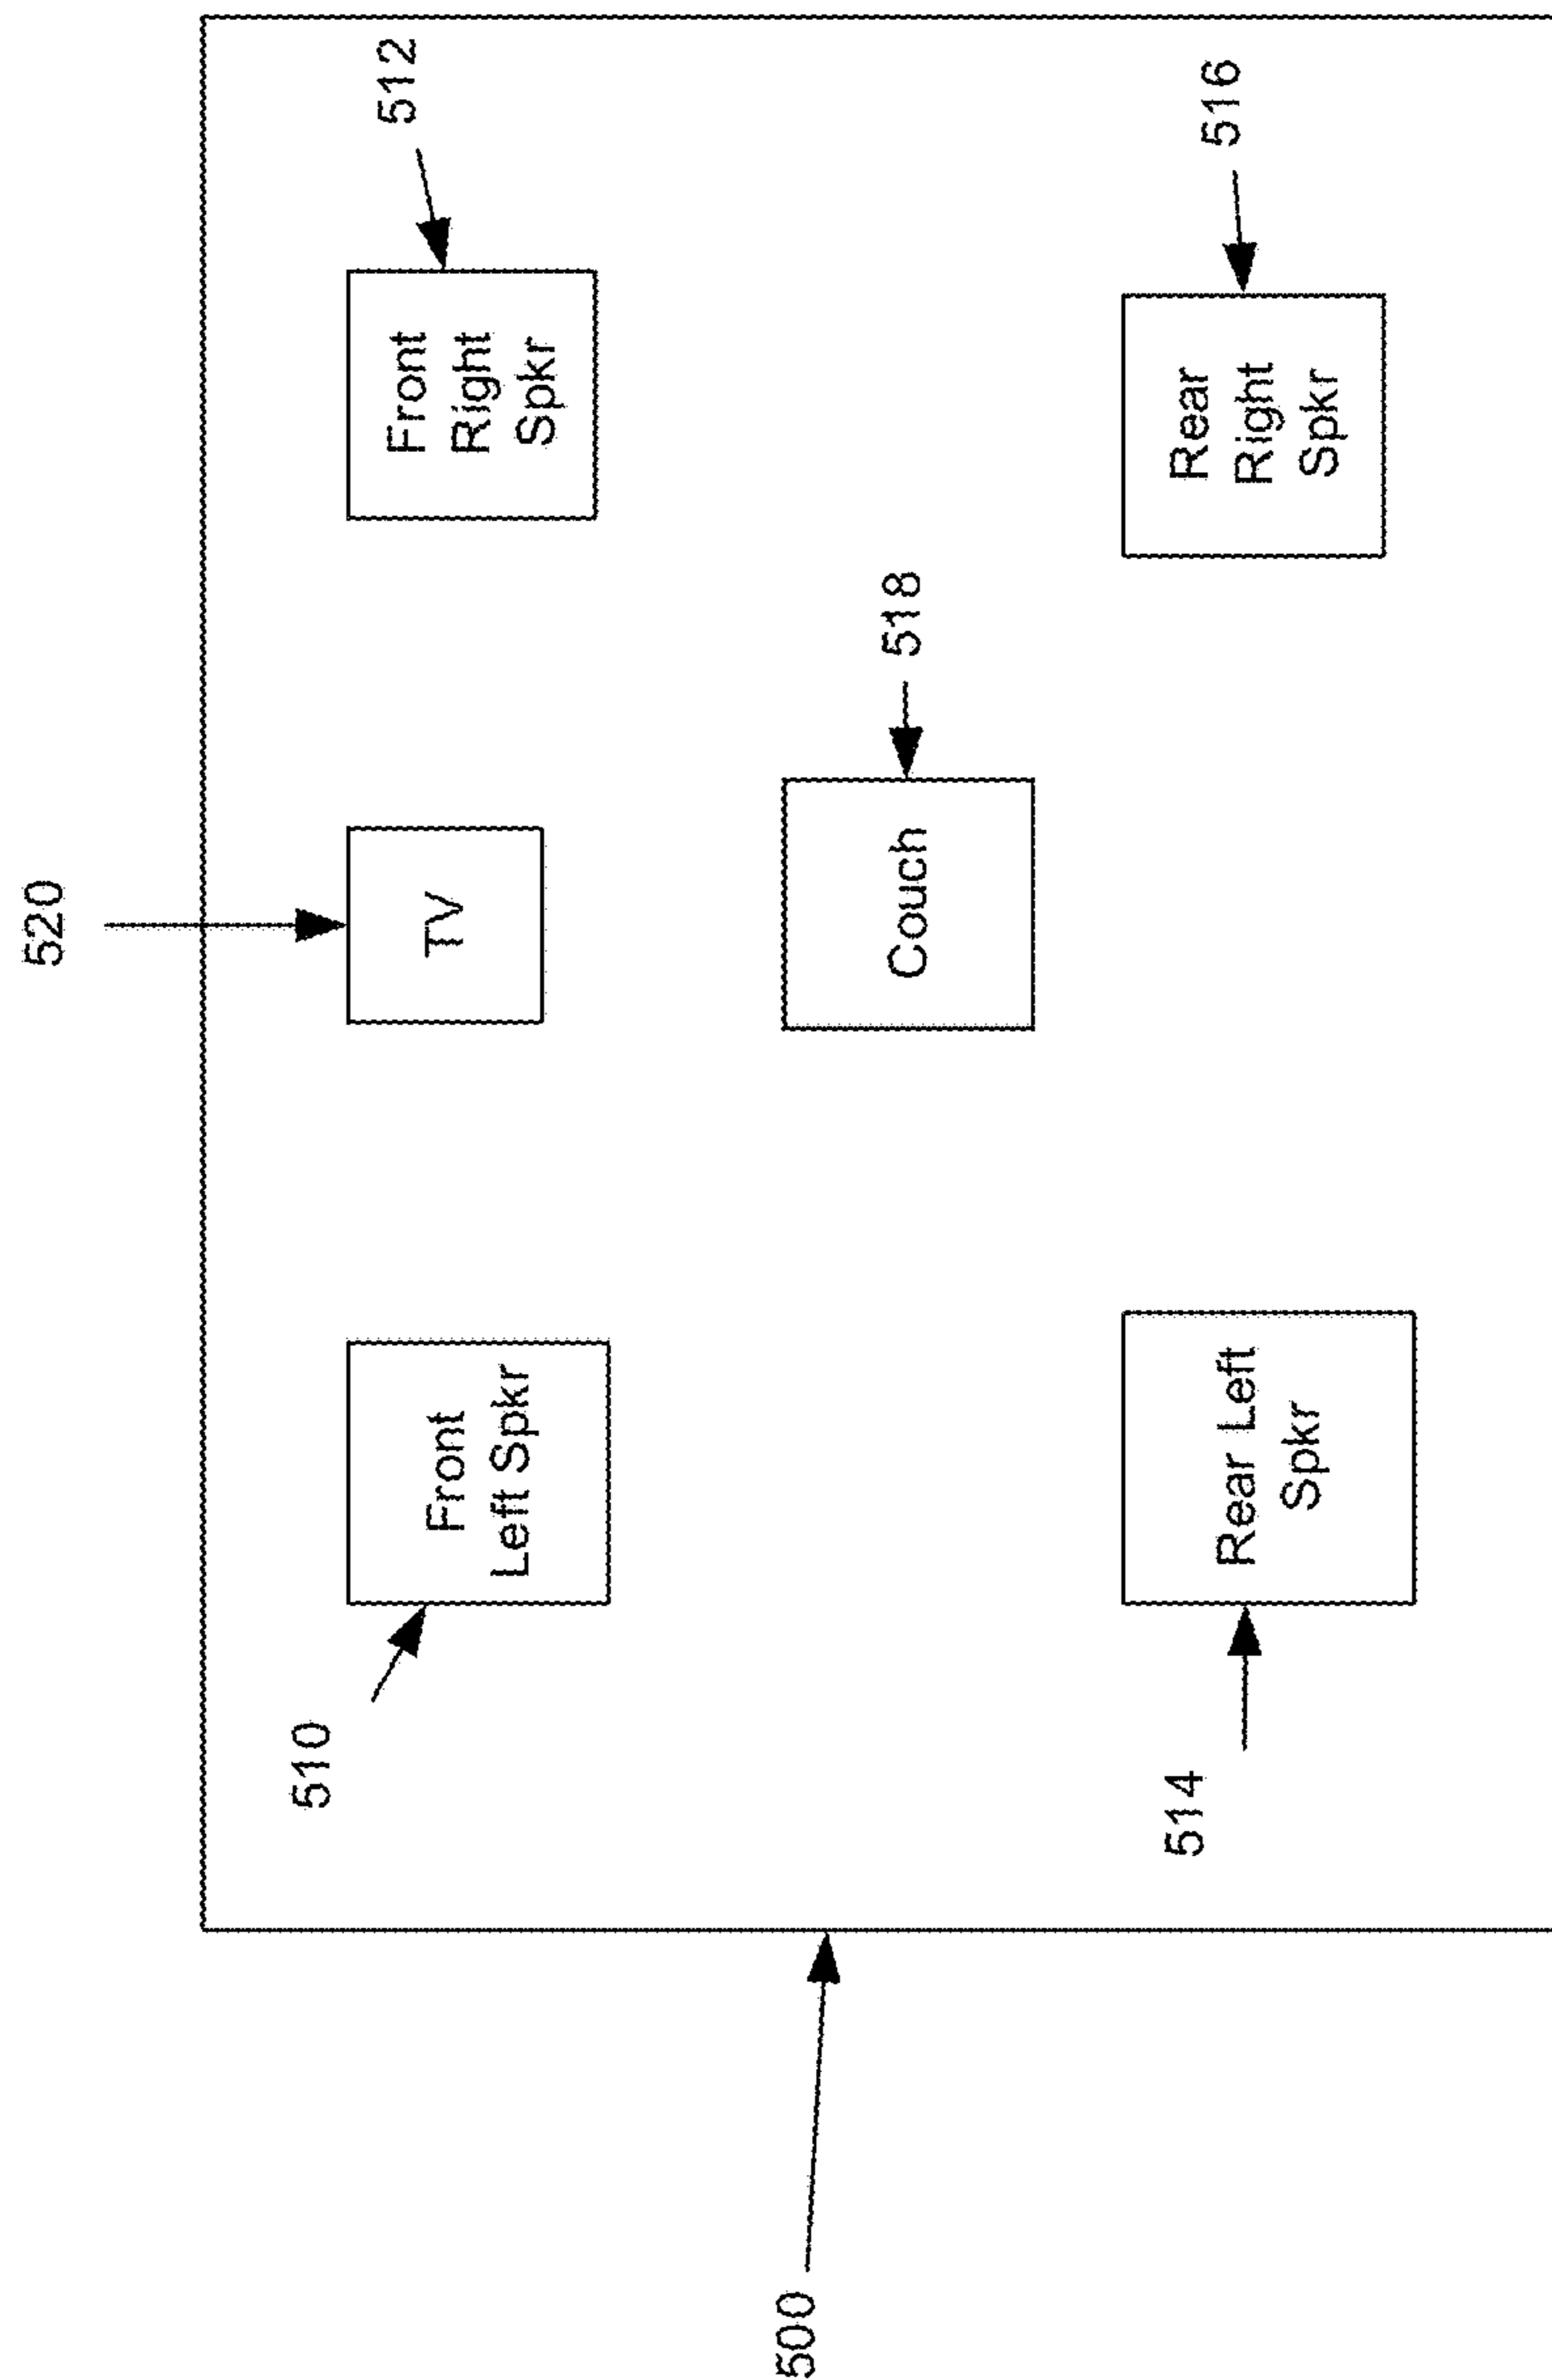 520
510
Front
Left Spkr
TV
Front
Right
Spkr
512
500
Couch
518
514
Rear Left
Spkr
Rear
Right
Spkr
516